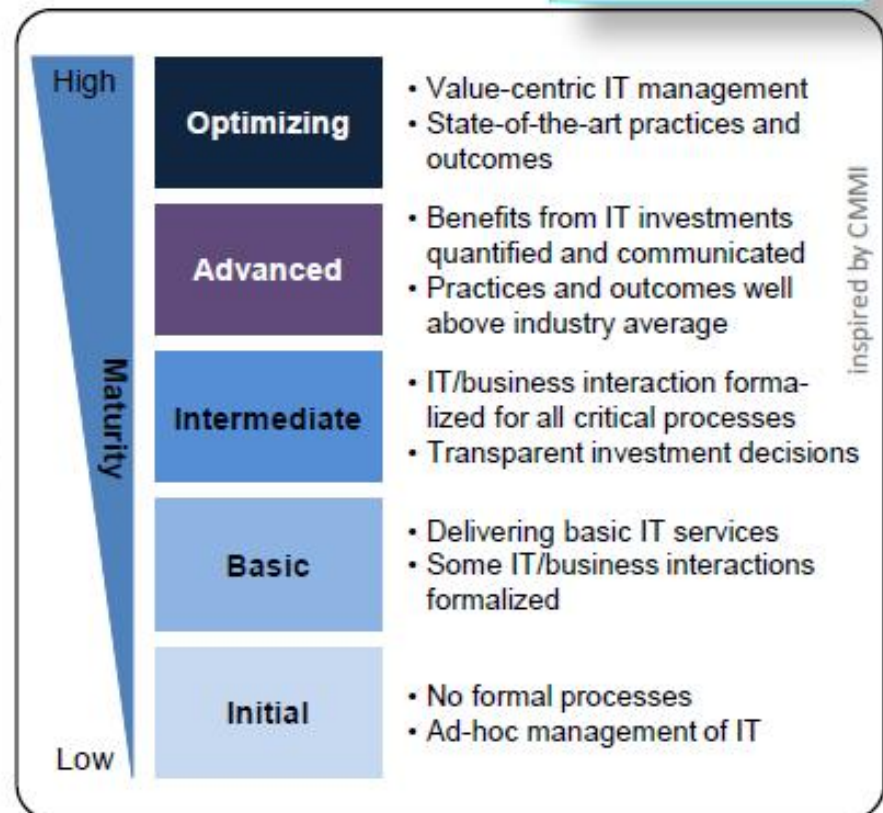 High
Optimizing
• Value-centric IT management
• State-of-the-art practices and
outcomes
Advanced
• Benefits from IT investments
quantified and communicated
• Practices and outcomes well
above industry average
Maturity
Intermediate
• IT/business interaction forma-
lized for all critical processes
• Transparent investment decisions
Basic
• Delivering basic IT services
• Some IT/business interactions
formalized
Initial
• No formal processes
• Ad-hoc management of IT
Low
inspired by CMMI